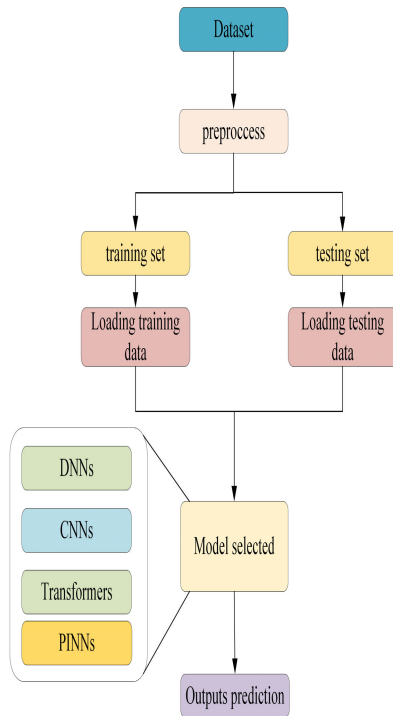 Dataset
preproccess
training set
testing set
Loading training
data
Loading testing
data
DNNs
CNNs
Transformers
PINNs
Model selected
Outputs prediction